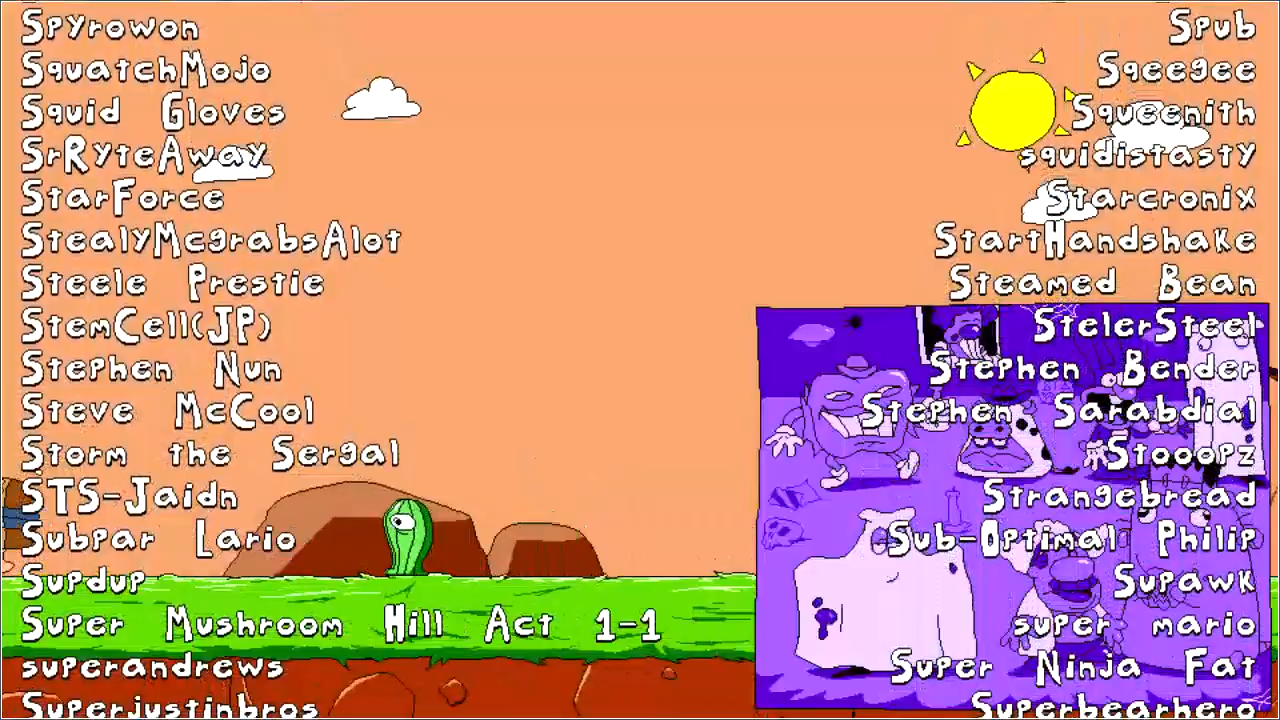 Spyrowon
Spub
SquatchMojo
Sqeegee
Squid Gloves
Squeenith
SrRyteAway
squidistasty
StarForce
Starcronix
StealyMcgrabsAlot
StartHandshake
Steele Prestie
Steamed Bean
StemCell(JP)
StelerSteel
Stephen Nun
Stephen Bender
Steve McCool
Stephen Sarabdial
Storm the Sergal
Stooopz
STS-Jaidn
Strangebread
Subpar Lario
Sub-Optimal Philip
Supdup
Supawk
Super Mushroom Hill Act 1-1
super mario
superandrews
Super Ninja Fat
Superjustinbros
Superbearhero